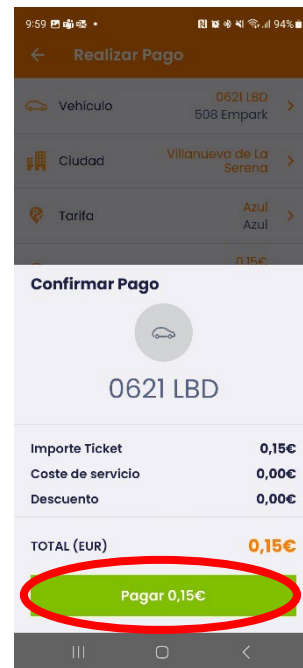 9:59
94%
Realizar Pago
Vehículo
0621 LBD
508 Empark
Ciudad
Villanueva de La
Serena
Tarifa
Azul
Azul
0,15€
Confirmar Pago
0621 LBD
Importe Ticket 0,15€
Coste de servicio 0,00€
Descuento 0,00€
TOTAL (EUR) 0,15€
Pagar 0,15€